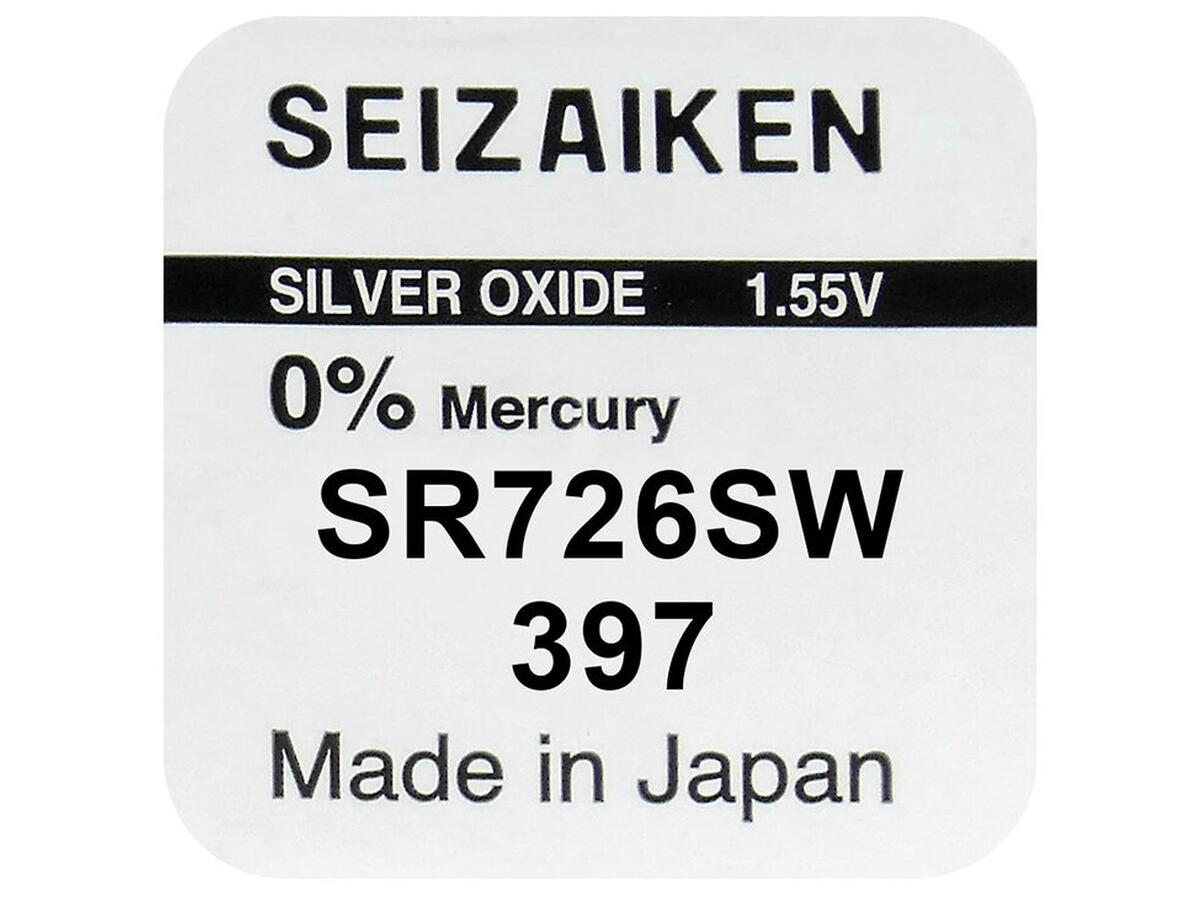 SEIZAIKEN
SILVER OXIDE 1.55V
0% Mercury
SR726SW
397
Made in Japan